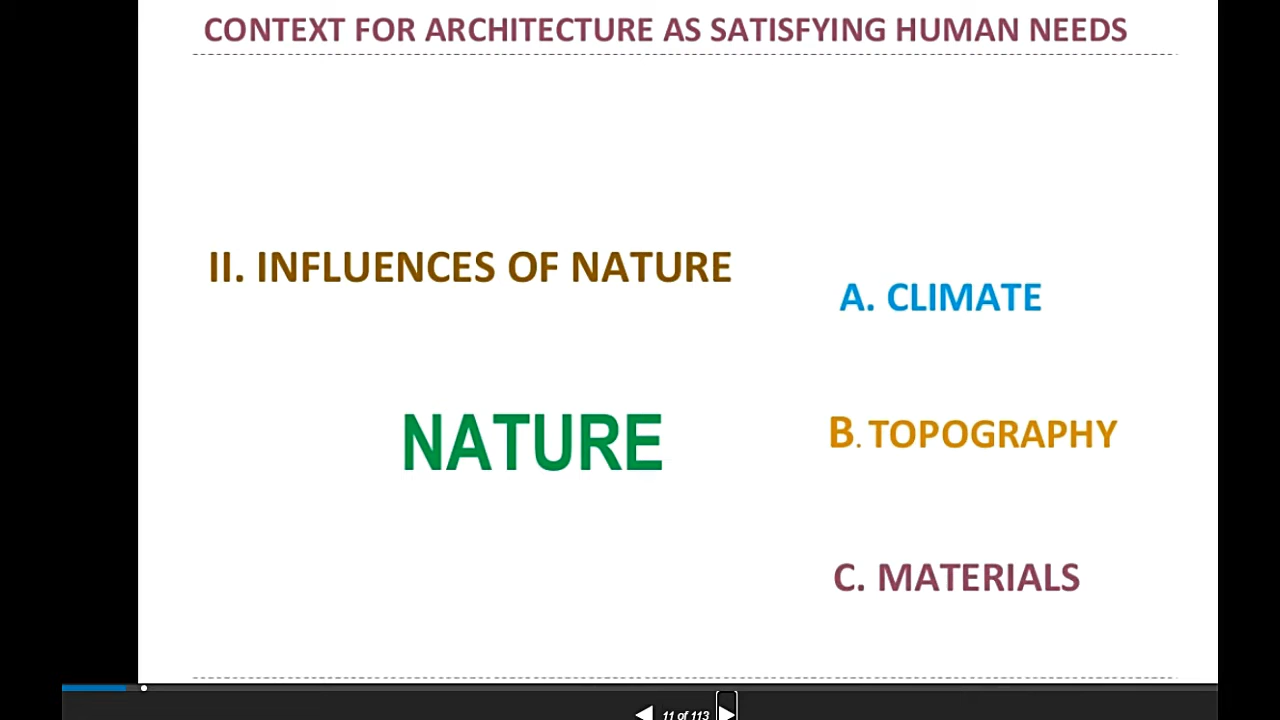 CONTEXT FOR ARCHITECTURE AS SATISFYING HUMAN NEEDS
II. INFLUENCES OF NATURE
A. CLIMATE
NATURE
B. TOPOGRAPHY
C. MATERIALS
11 of 113